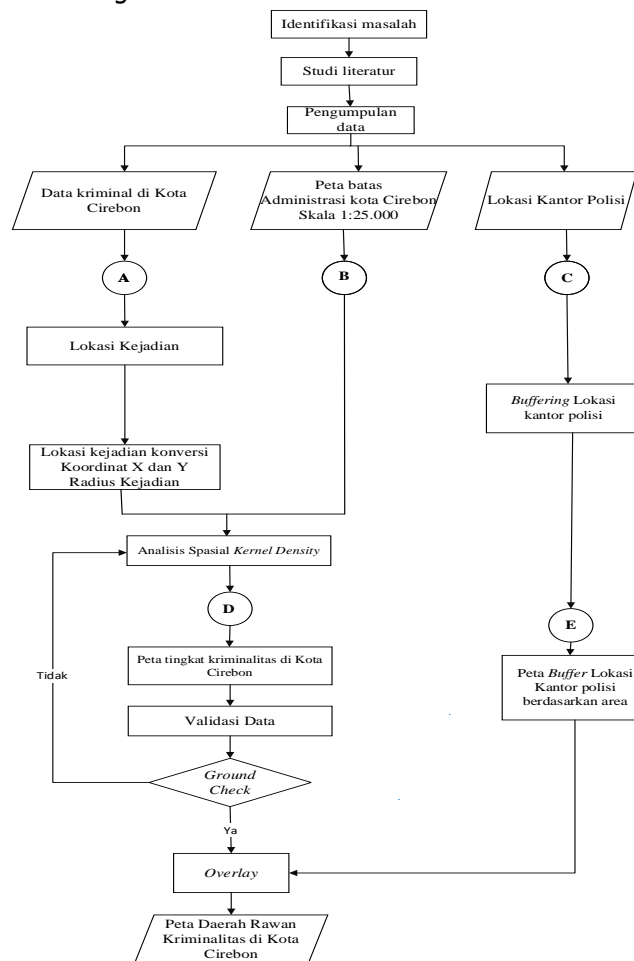 Identifikasi masalah
Studi literatur
Pengumpulan
data
Data kriminal di Kota
Cirebon
Peta batas
Administrasi kota Cirebon
Skala 1:25.000
Lokasi Kantor Polisi
A
B
C
Lokasi Kejadian
Buffering Lokasi
kantor polisi
Lokasi kejadian konversi
Koordinat X dan Y
Radius Kejadian
Analisis Spasial Kernel Density
D
E
Peta tingkat kriminalitas di Kota
Cirebon
Peta Buffer Lokasi
Kantor polisi
berdasarkan area
Tidak
Validasi Data
Ground
Check
Ya
Overlay
Peta Daerah Rawan
Kriminalitas di Kota
Cirebon